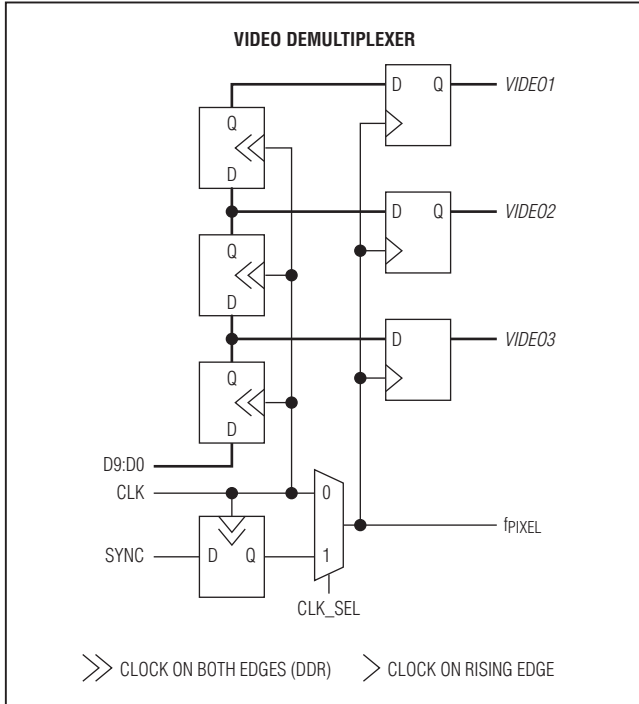 VIDEO DEMULTIPLEXER
D Q VIDEO1
Q
D
D Q VIDEO2
Q
D
D VIDEO3
Q
D
D9:D0
CLK
0
fPIXEL
SYNC
D Q
1
CLK_SEL
CLOCK ON BOTH EDGES (DDR) CLOCK ON RISING EDGE